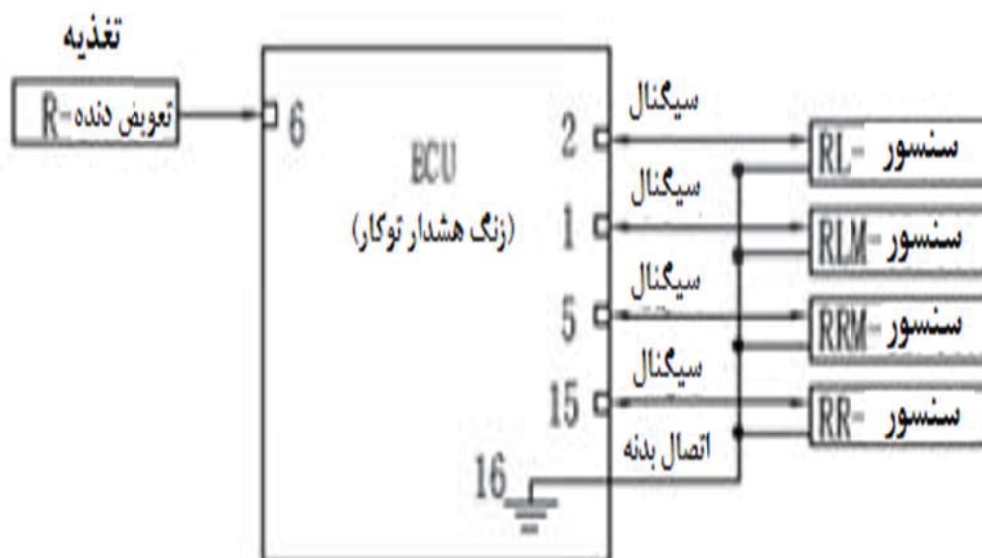 تغذیه
R-تعویض دنده
6
ECU
(زنگ هشدار توکار)
2
سیگنال
RL- سنسور
1
سیگنال
RLM- سنسور
5
سیگنال
RRM- سنسور
15
سیگنال
RR- سنسور
16
اتصال بدنه